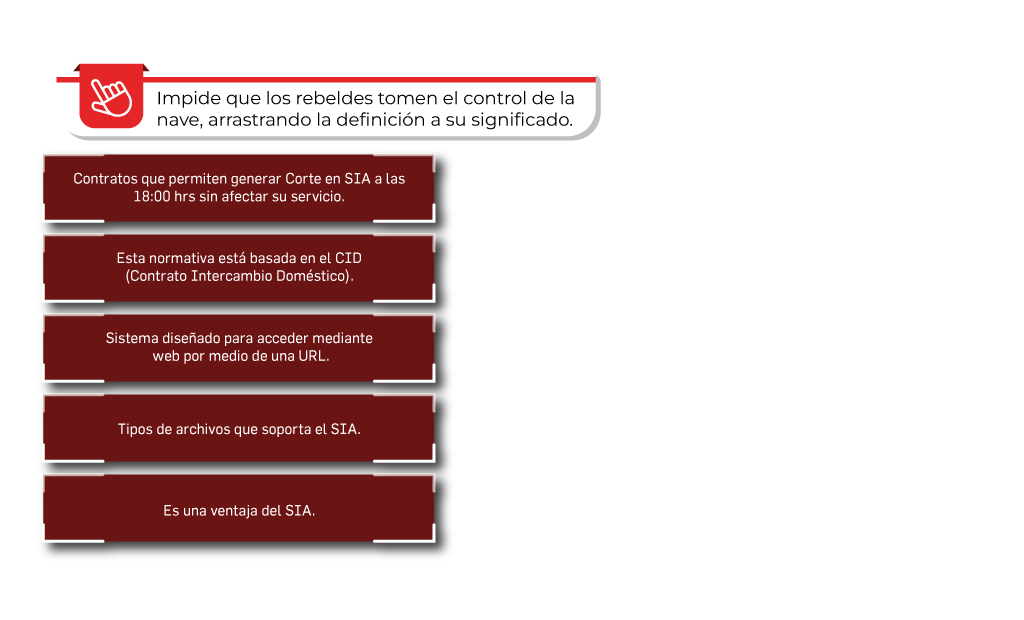 Impide que los rebeldes tomen el control de la
nave, arrastrando la definición a su significado.
Contratos que permiten generar Corte en SIA a las
18:00 hrs sin afectar su servicio.
Esta normativa está basada en el CID
(Contrato Intercambio Doméstico).
Sistema diseñado para acceder mediante
web por medio de una URL.
Tipos de archivos que soporta el SIA.
Es una ventaja del SIA.